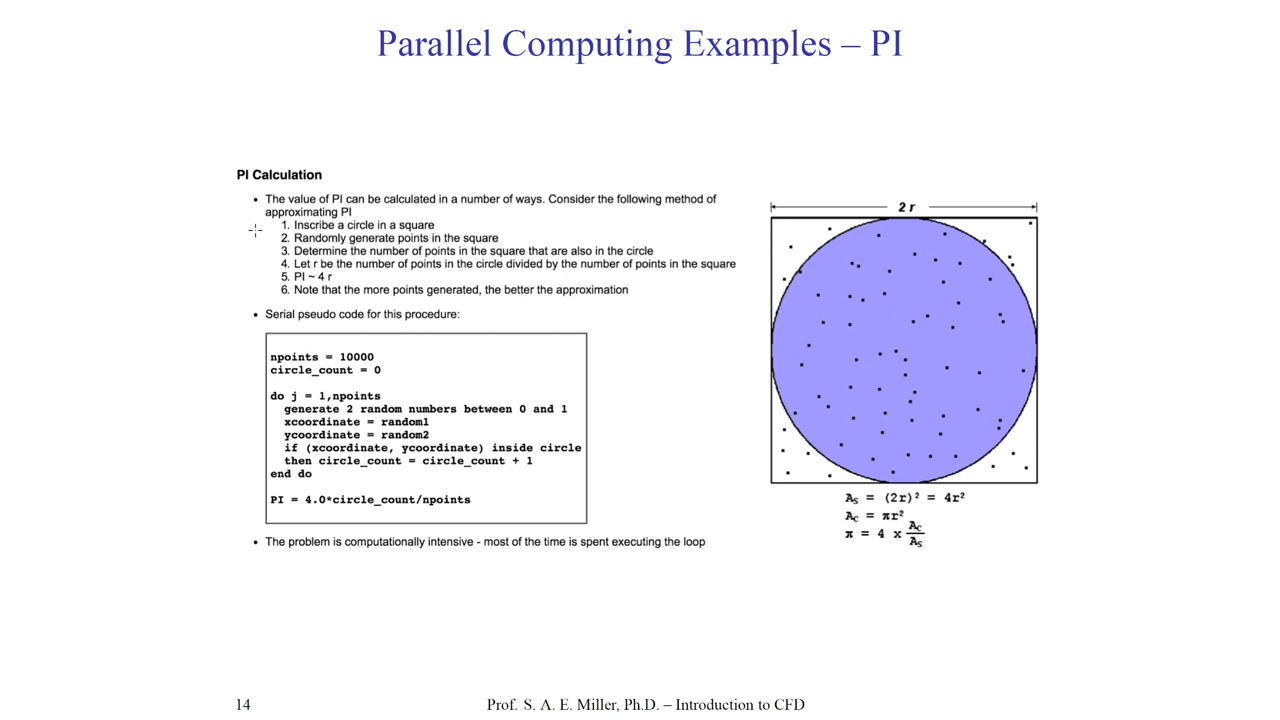 Parallel Computing Examples – PI
PI Calculation
• The value of PI can be calculated in a number of ways. Consider the following method of
approximating PI
1. Inscribe a circle in a square
2. Randomly generate points in the square
3. Determine the number of points in the square that are also in the circle
4. Let r be the number of points in the circle divided by the number of points in the square
5. PI ~ 4 r
6. Note that the more points generated, the better the approximation
• Serial pseudo code for this procedure:
npoints = 10000
circle_count = 0
do j = 1,npoints
generate 2 random numbers between 0 and 1
xcoordinate = random1
ycoordinate = random2
if (xcoordinate, ycoordinate) inside circle
then circle_count = circle_count + 1
end do
PI = 4.0*circle_count/npoints
• The problem is computationally intensive - most of the time is spent executing the loop
2 r
A_S = (2r)² = 4r²
A_C = πr²
π = 4 x A_C / A_S
14
Prof. S. A. E. Miller, Ph.D. – Introduction to CFD